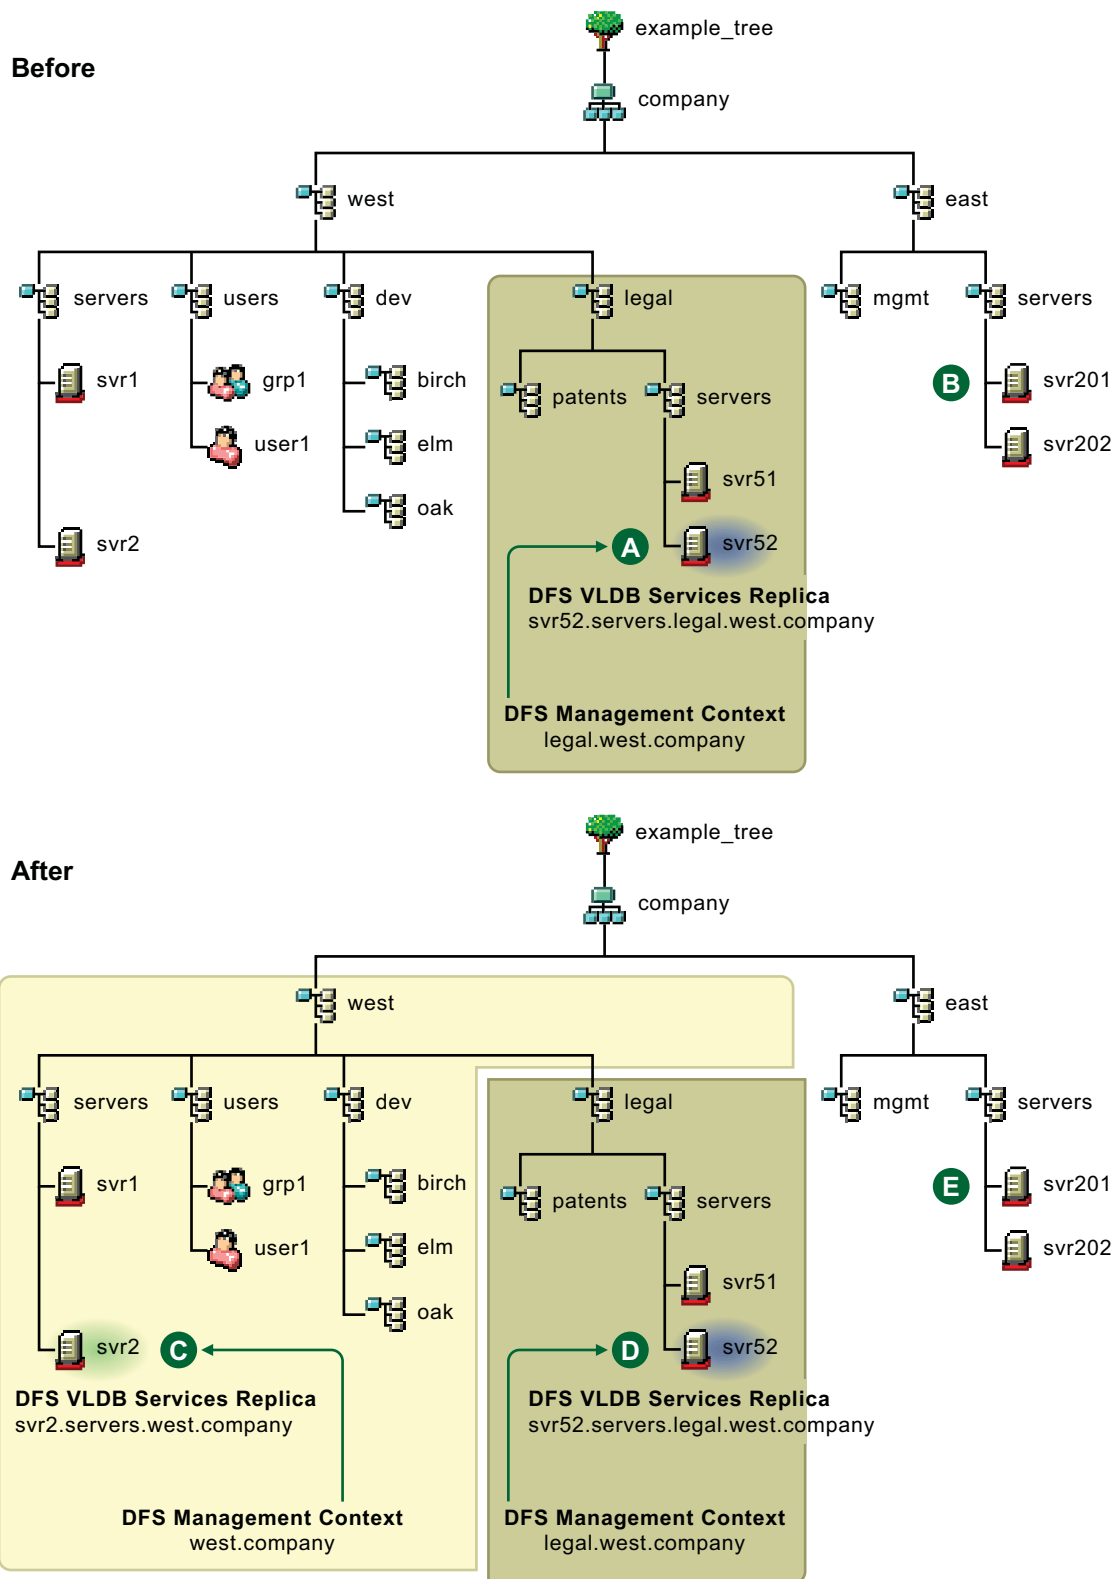 example_tree
Before
company
west
east
servers
users
dev
legal
mgmt
servers
svr1
grp1
birch
patents
servers
B
svr201
user1
elm
svr202
svr51
oak
svr2
A
svr52
DFS VLDB Services Replica
svr52.servers.legal.west.company
DFS Management Context
legal.west.company
example_tree
After
company
west
east
servers
users
dev
legal
mgmt
servers
svr1
grp1
birch
patents
servers
E
svr201
user1
elm
svr202
svr51
oak
svr2
C
D
svr52
DFS VLDB Services Replica
svr2.servers.west.company
DFS VLDB Services Replica
svr52.servers.legal.west.company
DFS Management Context
west.company
DFS Management Context
legal.west.company